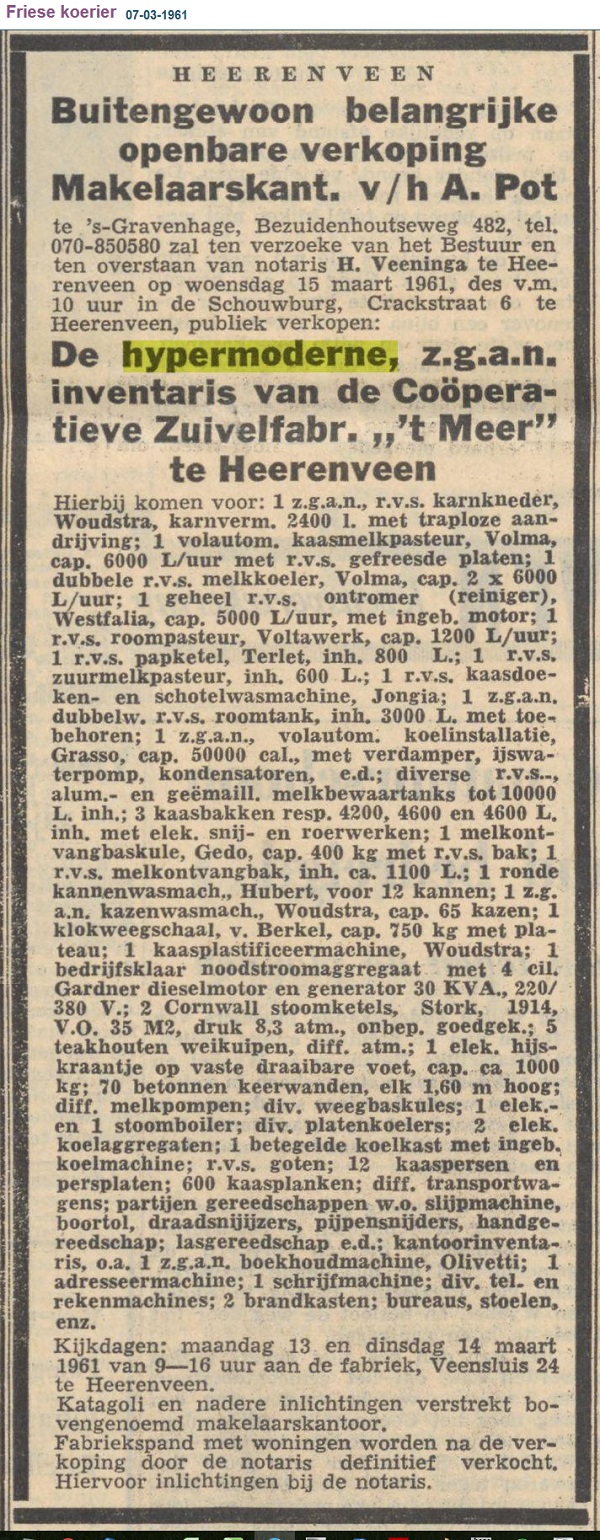 Friese koerier 07-03-1961
HEERENVEEN
Buitengewoon belangrijke
openbare verkoping
Makelaarskant. v/h A. Pot
te 's-Gravenhage, Bezuidenhoutseweg 482, tel.
070-850580 zal ten verzoeke van het Bestuur en
ten overstaan van notaris H. Veeninga te Hee-
renveen op woensdag 15 maart 1961, des v.m.
10 uur in de Schouwburg, Crackstraat 6 te
Heerenveen, publiek verkopen:
De hypermoderne, z.g.a.n.
inventaris van de Coöpera-
tieve Zuivelfabr. „'t Meer”
te Heerenveen
Hierbij komen voor: 1 z.g.a.n., r.v.s. karnkneder,
Woudstra, karnverm. 2400 l. met traploze aan-
drijving; 1 volautom. kaasmelkpasteur, Volma,
cap. 6000 L/uur met r.v.s. gefreesde platen; 1
dubbele r.v.s. melkkoeler, Volma, cap. 2 x 6000
L/uur; 1 geheel r.v.s. ontromer (reiniger),
Westfalia, cap. 5000 L/uur, met ingeb. motor; 1
r.v.s. roompasteur, Voltawerk, cap. 1200 L/uur;
1 r.v.s. papketel, Terlet, inh. 800 L.; 1 r.v.s.
zuurmelkpasteur, inh. 600 L.; 1 r.v.s. kaasdoe-
ken- en schotelwasmachine, Jongia; 1 z.g.a.n.
dubbelw. r.v.s. roomtank, inh. 3000 L. met toe-
behoren; 1 z.g.a.n., volautom. koelinstallatie,
Grasso, cap. 50000 cal., met verdamper, ijswa-
terpomp, kondensatoren, e.d.; diverse r.v.s..,
alum.- en geëmaill. melkbewaartanks tot 10000
L. inh.; 3 kaasbakken resp. 4200, 4600 en 4600 L.
inh. met elek. snij- en roerwerken; 1 melkont-
vangbaskule, Gedo, cap. 400 kg met r.v.s. bak; 1
r.v.s. melkontvangbak, inh. ca. 1100 L.; 1 ronde
kannenwasmach., Hubert, voor 12 kannen; 1 z.g.
a.n. kazenwasmach., Woudstra, cap. 65 kazen; 1
klokweegschaal, v. Berkel, cap. 750 kg met pla-
teau; 1 kaasplastificeermachine, Woudstra; 1
bedrijfsklaar noodstroomaggregaat met 4 cil.
Gardner dieselmotor en generator 30 KVA., 220/
380 V.; 2 Cornwall stoomketels, Stork, 1914,
V.O. 35 M2, druk 8,3 atm., onbep. goedgek.; 5
teakhouten weikuipen, diff. atm.; 1 elek. hijs-
kraantje op vaste draaibare voet, cap. ca 1000
kg; 70 betonnen keerwanden, elk 1,60 m hoog;
diff. melkpompen; div. weegbaskules; 1 elek.-
en 1 stoomboiler; div. platenkoelers; 2 elek.
koelaggregaten; 1 betegelde koelkast met ingeb.
koelmachine; r.v.s. goten; 12 kaaspersen en
persplaten; 600 kaasplanken; diff. transportwa-
gens; partijen gereedschappen w.o. slijpmachine,
boortol, draadsnijijzers, pijpensnijders, handge-
reedschap; lasgereedschap e.d.; kantoorinventa-
ris, o.a. 1 z.g.a.n. boekhoudmachine, Olivetti; 1
adresseermachine; 1 schrijfmachine; div. tel. en
rekenmachines; 2 brandkasten; bureaus, stoelen,
enz.
Kijkdagen: maandag 13 en dinsdag 14 maart
1961 van 9—16 uur aan de fabriek, Veensluis 24
te Heerenveen.
Katagoli en nadere inlichtingen verstrekt bo-
vengenoemd makelaarskantoor.
Fabriekspand met woningen worden na de ver-
koping door de notaris definitief verkocht.
Hiervoor inlichtingen bij de notaris.